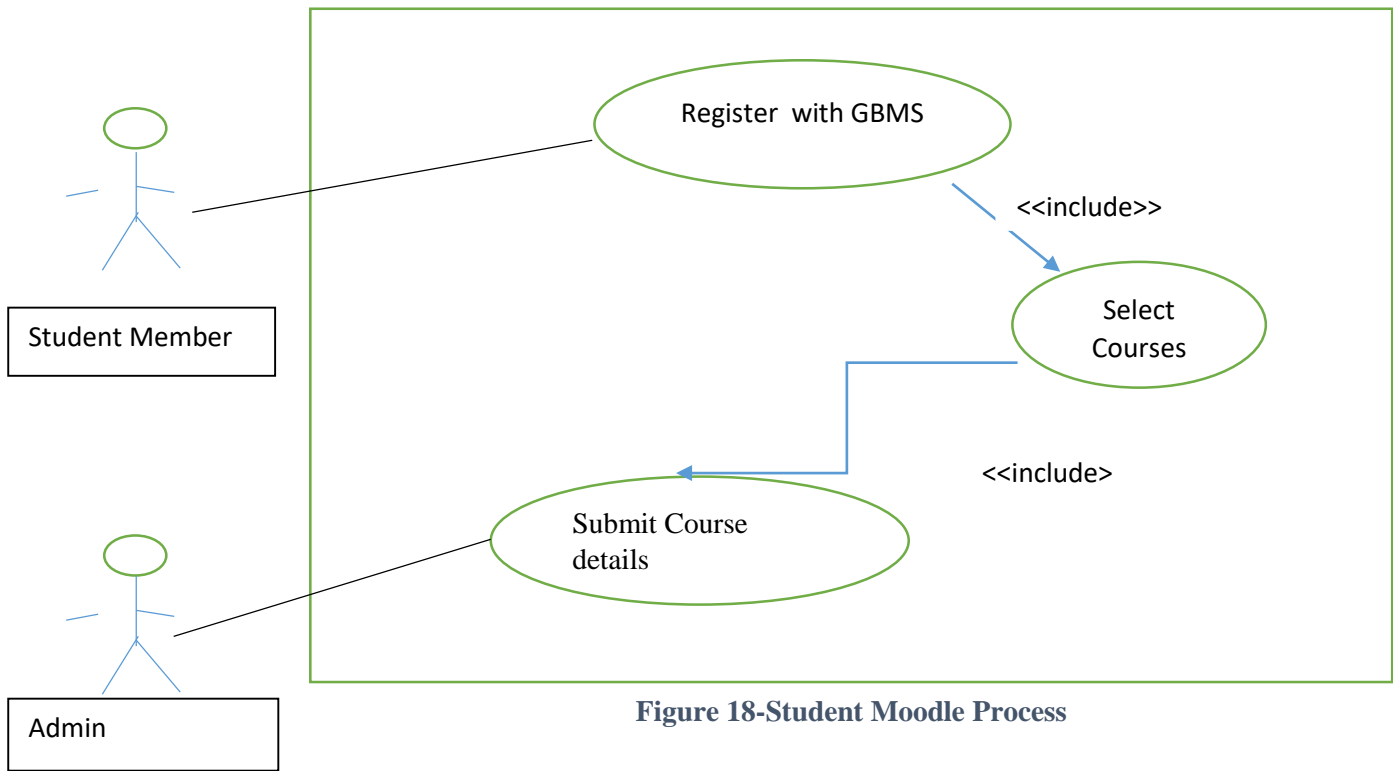 Register  with GBMS
<<include>>
Select
Courses
Student Member
<<include>
Submit Course
details
Admin
Figure 18-Student Moodle Process